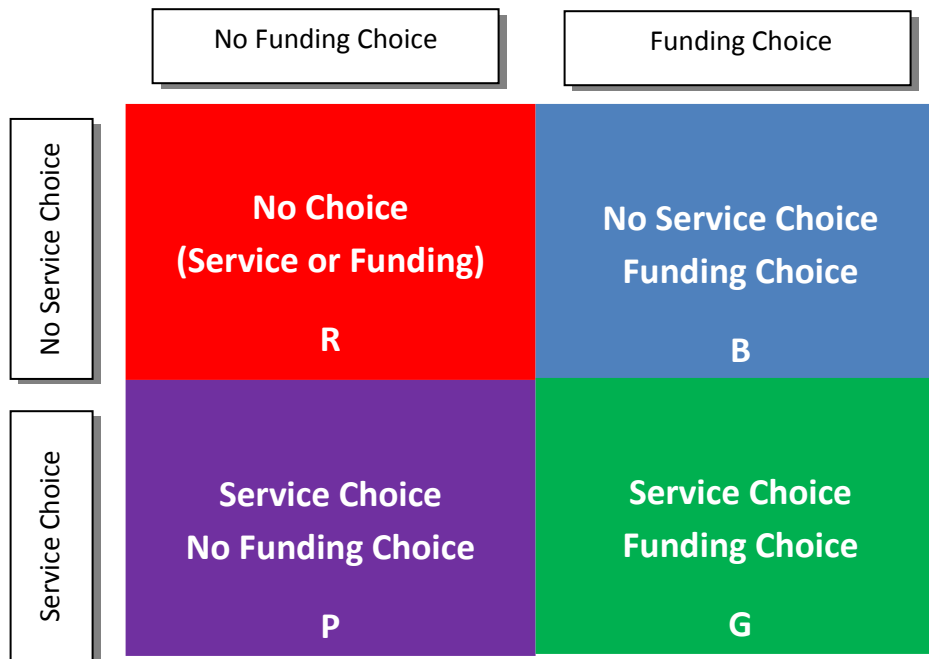 No Funding Choice
Funding Choice
No Service Choice
No Choice
(Service or Funding)
R
No Service Choice
Funding Choice
B
Service Choice
Service Choice
No Funding Choice
P
Service Choice
Funding Choice
G